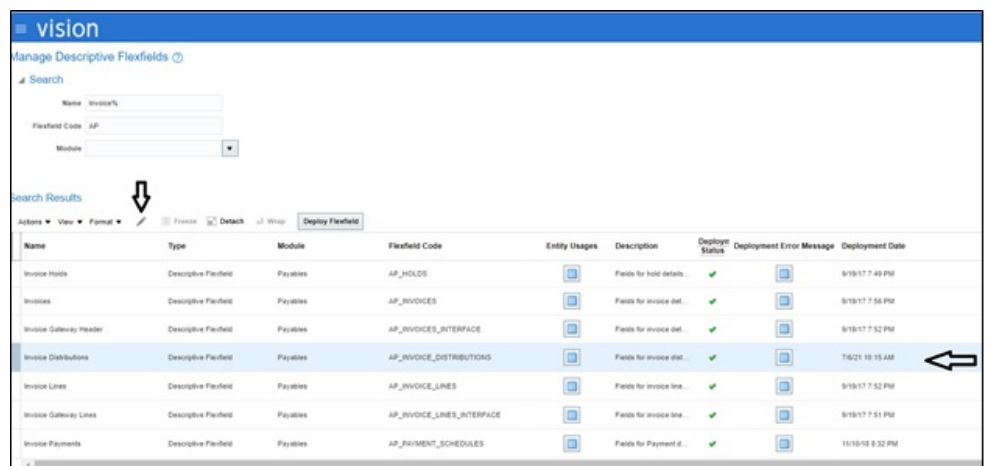 vision
Manage Descriptive Flexfields
Search
Name Invoice%
Flexfield Code AP
Module
Search Results
Actions View Format Freeze Detach Wrap Deploy Flexfield
Name Type Module Flexfield Code Entity Usages Description Deploym Status Deployment Error Message Deployment Date
Invoice Holds Descriptive Flexfield Payables AP_HOLDS Fields for hold details... 9/19/17 7:49 PM
Invoices Descriptive Flexfield Payables AP_INVOICES Fields for invoice det... 9/19/17 7:56 PM
Invoice Gateway Header Descriptive Flexfield Payables AP_INVOICES_INTERFACE Fields for invoice det... 9/19/17 7:52 PM
Invoice Distributions Descriptive Flexfield Payables AP_INVOICE_DISTRIBUTIONS Fields for invoice dist... 7/6/21 10:15 AM
Invoice Lines Descriptive Flexfield Payables AP_INVOICE_LINES Fields for invoice line... 9/19/17 7:52 PM
Invoice Gateway Lines Descriptive Flexfield Payables AP_INVOICE_LINES_INTERFACE Fields for invoice line... 9/19/17 7:51 PM
Invoice Payments Descriptive Flexfield Payables AP_PAYMENT_SCHEDULES Fields for Payment d... 11/10/18 8:32 PM